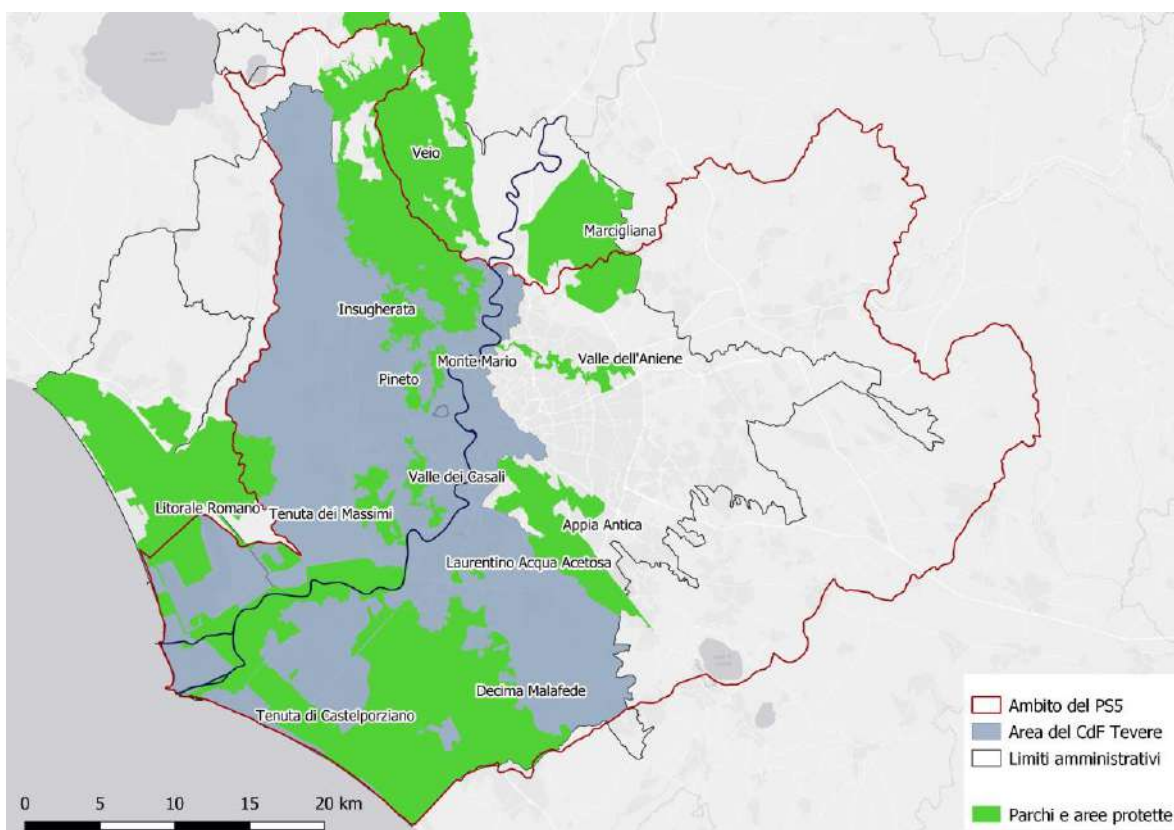 Veio
Marcigliana
Insugherata
Monte Mario
Valle dell'Aniene
Pineto
Valle dei Casali
Litorale Romano
Tenuta dei Massimi
Appia Antica
Laurentino Acqua Acetosa
Decima Malafede
Tenuta di Castelporziano
Ambito del PS5
Area del CdF Tevere
Limiti amministrativi
Parchi e aree protette
0 5 10 15 20 km